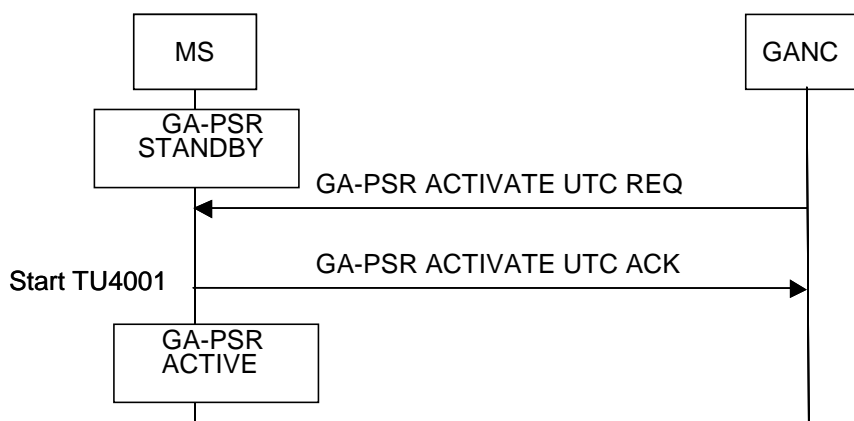 MS
GANC
GA-PSR
STANDBY
GA-PSR ACTIVATE UTC REQ
GA-PSR ACTIVATE UTC ACK
Start TU4001
GA-PSR
ACTIVE